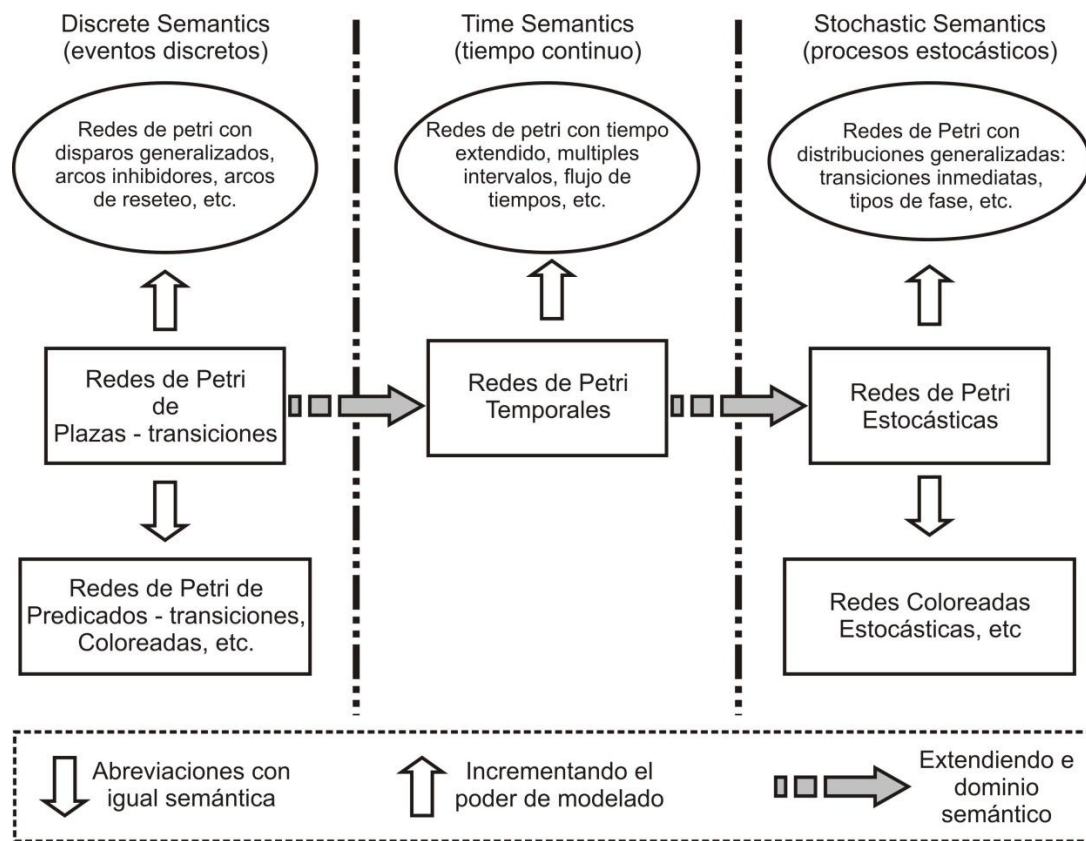 Discrete Semantics
(eventos discretos)
Time Semantics
(tiempo continuo)
Stochastic Semantics
(procesos estocásticos)
Redes de petri con
disparos generalizados,
arcos inhibidores, arcos
de reseteo, etc.
Redes de petri con tiempo
extendido, multiples
intervalos, flujo de
tiempos, etc.
Redes de Petri con
distribuciones generalizadas:
transiciones inmediatas,
tipos de fase, etc.
Redes de Petri
de
Plazas - transiciones
Redes de Petri
Temporales
Redes de Petri
Estocásticas
Redes de Petri de
Predicados - transiciones,
Coloreadas, etc.
Redes Coloreadas
Estocásticas, etc
Abreviaciones con
igual semántica
Incrementando el
poder de modelado
Extendiendo e
dominio
semántico